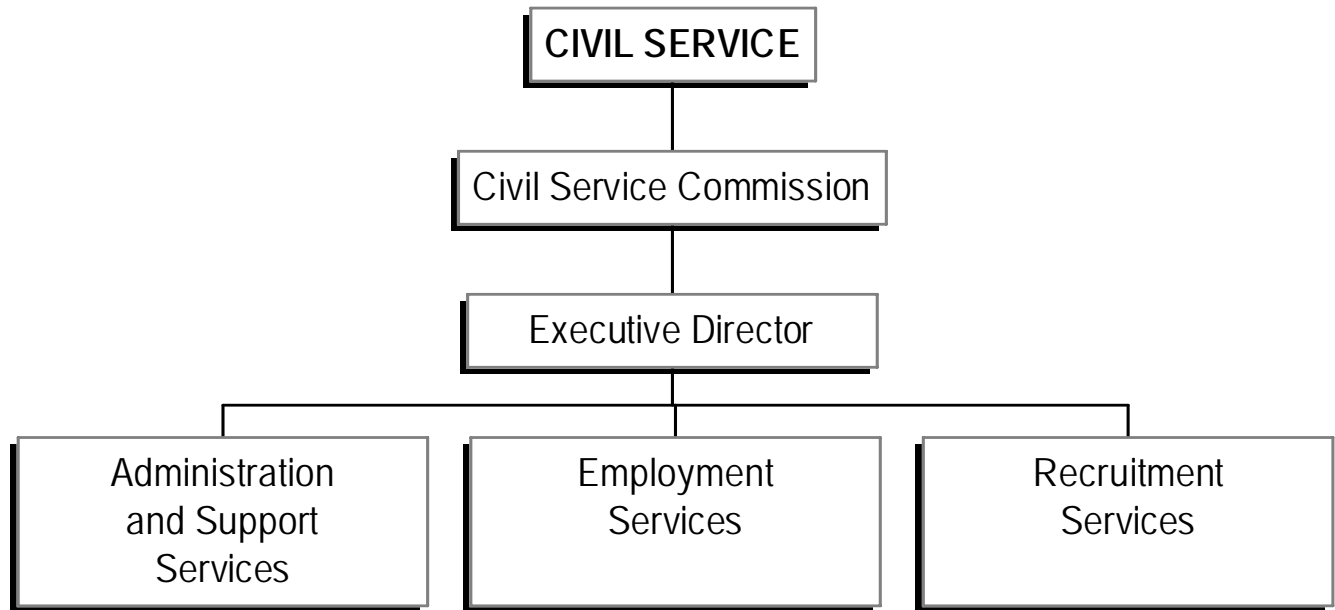 CIVIL SERVICE
Civil Service Commission
Executive Director
Administration
and Support
Services
Employment
Services
Recruitment
Services